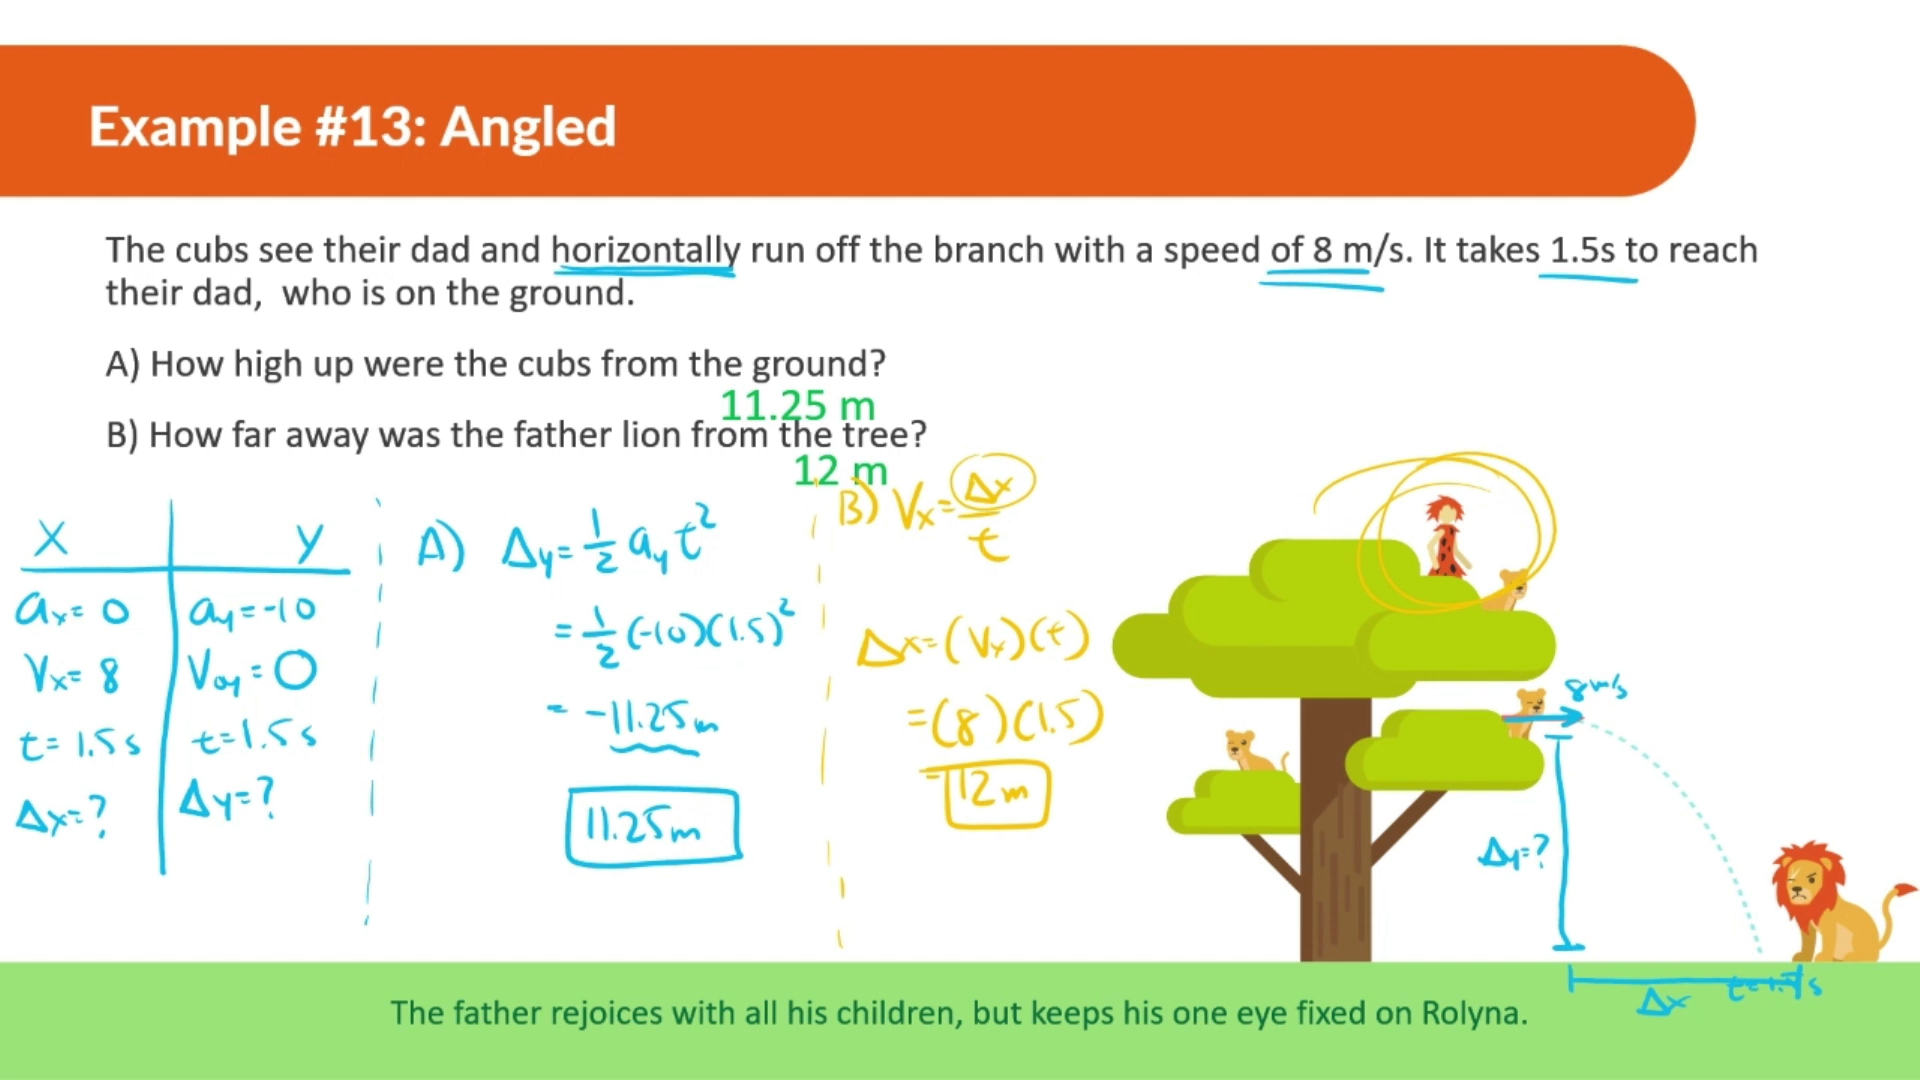 Example #13: Angled
The cubs see their dad and horizontally run off the branch with a speed of 8 m/s. It takes 1.5s to reach
their dad,  who is on the ground.
A) How high up were the cubs from the ground?
11.25 m
B) How far away was the father lion from the tree?
12 m
X
y
ax= 0
ay= -10
Vx= 8
Voy= 0
t= 1.5s
t=1.5s
Δx=?
Δy=?
A) Δy= 1/2 ay t²
= 1/2 (-10)(1.5)²
= -11.25m
11.25m
B) Vx= Δx/t
Δx= (Vx)(t)
=(8)(1.5)
=12m
8m/s
Δy=?
Δx
t=1.5s
The father rejoices with all his children, but keeps his one eye fixed on Rolyna.